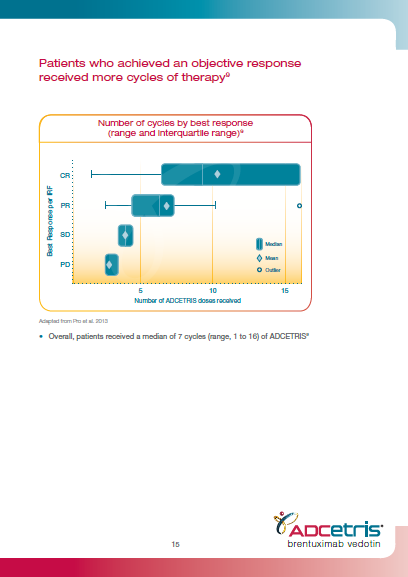 Patients who achieved an objective response
received more cycles of therapy⁹
Number of cycles by best response
(range and interquartile range)⁹
Best Response per IRF
CR
PR
SD
PD
Median
Mean
Outlier
5
10
15
Number of ADCETRIS doses received
Adapted from Pro et al. 2013
• Overall, patients received a median of 7 cycles (range, 1 to 16) of ADCETRIS⁹
ADCetris
brentuximab vedotin
15